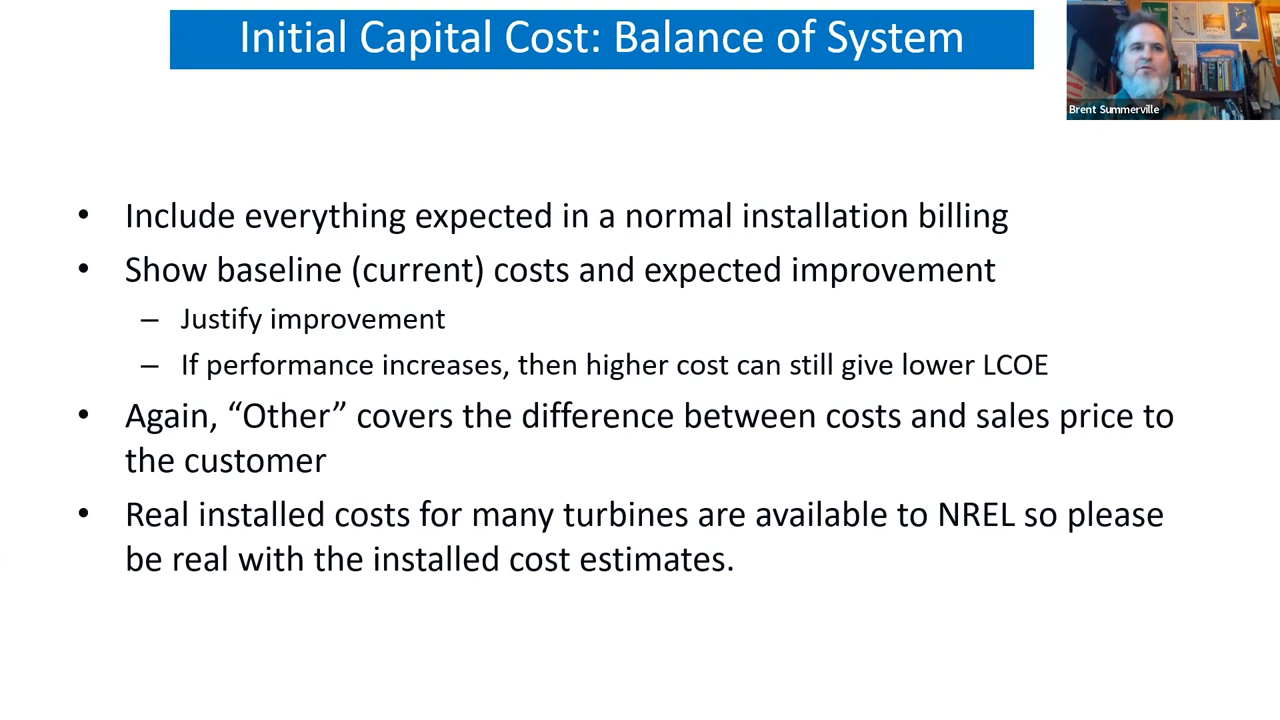 Initial Capital Cost: Balance of System
Brent Summerville
• Include everything expected in a normal installation billing
• Show baseline (current) costs and expected improvement
– Justify improvement
– If performance increases, then higher cost can still give lower LCOE
• Again, “Other” covers the difference between costs and sales price to
the customer
• Real installed costs for many turbines are available to NREL so please
be real with the installed cost estimates.